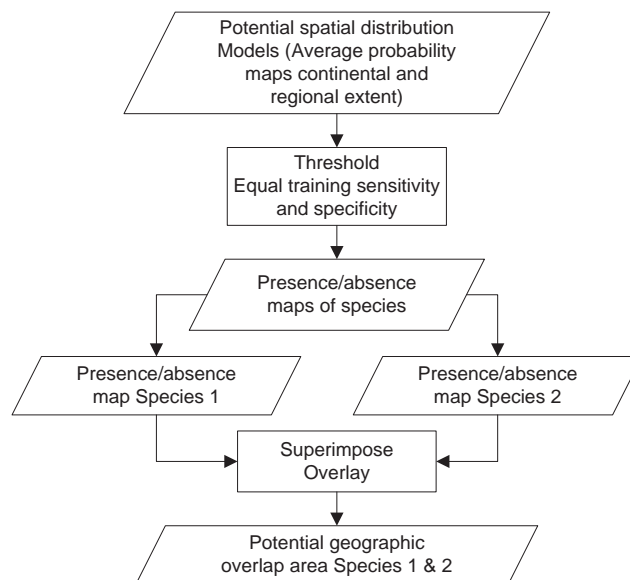 Potential spatial distribution
Models (Average probability
maps continental and
regional extent)
Threshold
Equal training sensitivity
and specificity
Presence/absence
maps of species
Presence/absence
map Species 1
Presence/absence
map Species 2
Superimpose
Overlay
Potential geographic
overlap area Species 1 & 2